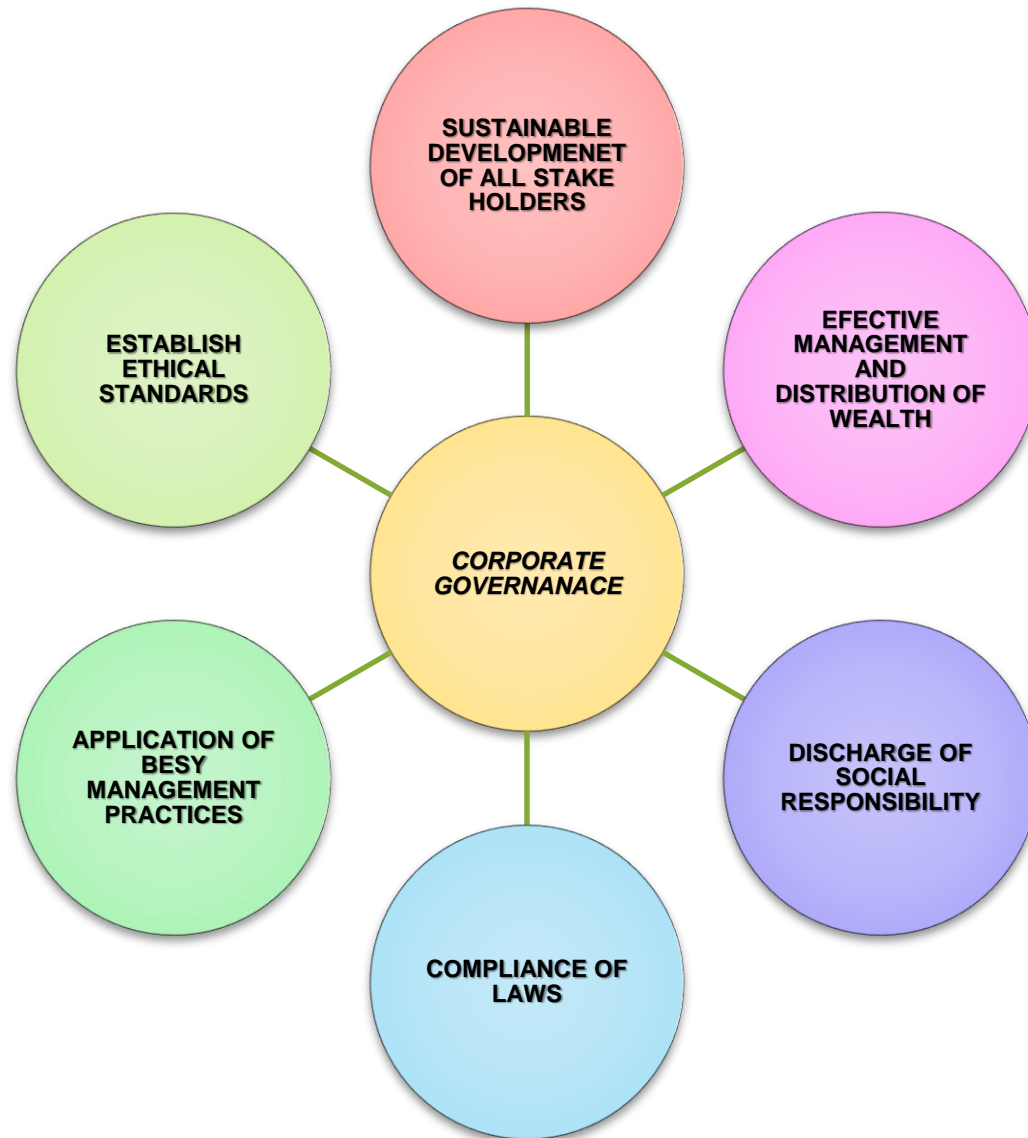 SUSTAINABLE
DEVELOPMENET
OF ALL STAKE
HOLDERS
EFECTIVE
MANAGEMENT
AND
DISTRIBUTION OF
WEALTH
DISCHARGE OF
SOCIAL
RESPONSIBILITY
COMPLIANCE OF
LAWS
APPLICATION OF
BESY
MANAGEMENT
PRACTICES
ESTABLISH
ETHICAL
STANDARDS
CORPORATE
GOVERNANACE